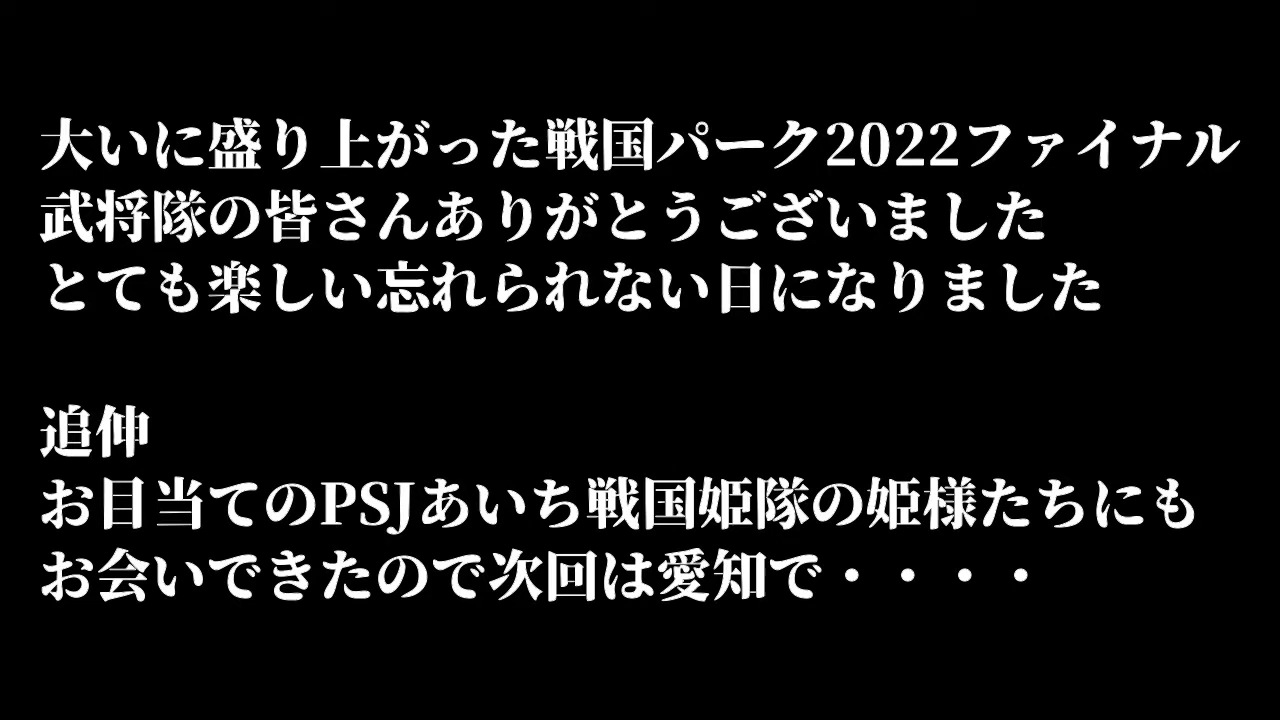 大いに盛り上がった戦国パーク2022ファイナル
武将隊の皆さんありがとうございました
とても楽しい忘れられない日になりました
追伸
お目当てのPSJあいち戦国姫隊の姫様たちにも
お会いできたので次回は愛知で・・・・